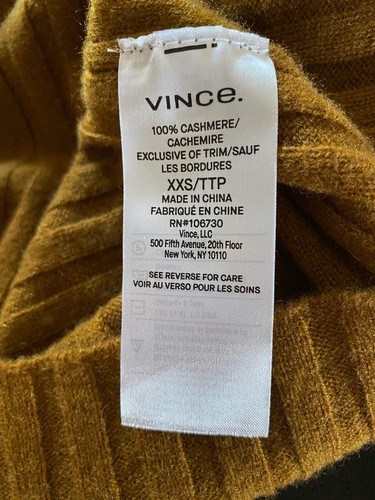 VINCE.
100% CASHMERE/
CACHEMIRE
EXCLUSIVE OF TRIM/SAUF
LES BORDURES
XXS/TTP
MADE IN CHINA
FABRIQUÉ EN CHINE
RN#106730
Vince, LLC
500 Fifth Avenue, 20th Floor
New York, NY 10110
SEE REVERSE FOR CARE
VOIR AU VERSO POUR LES SOINS